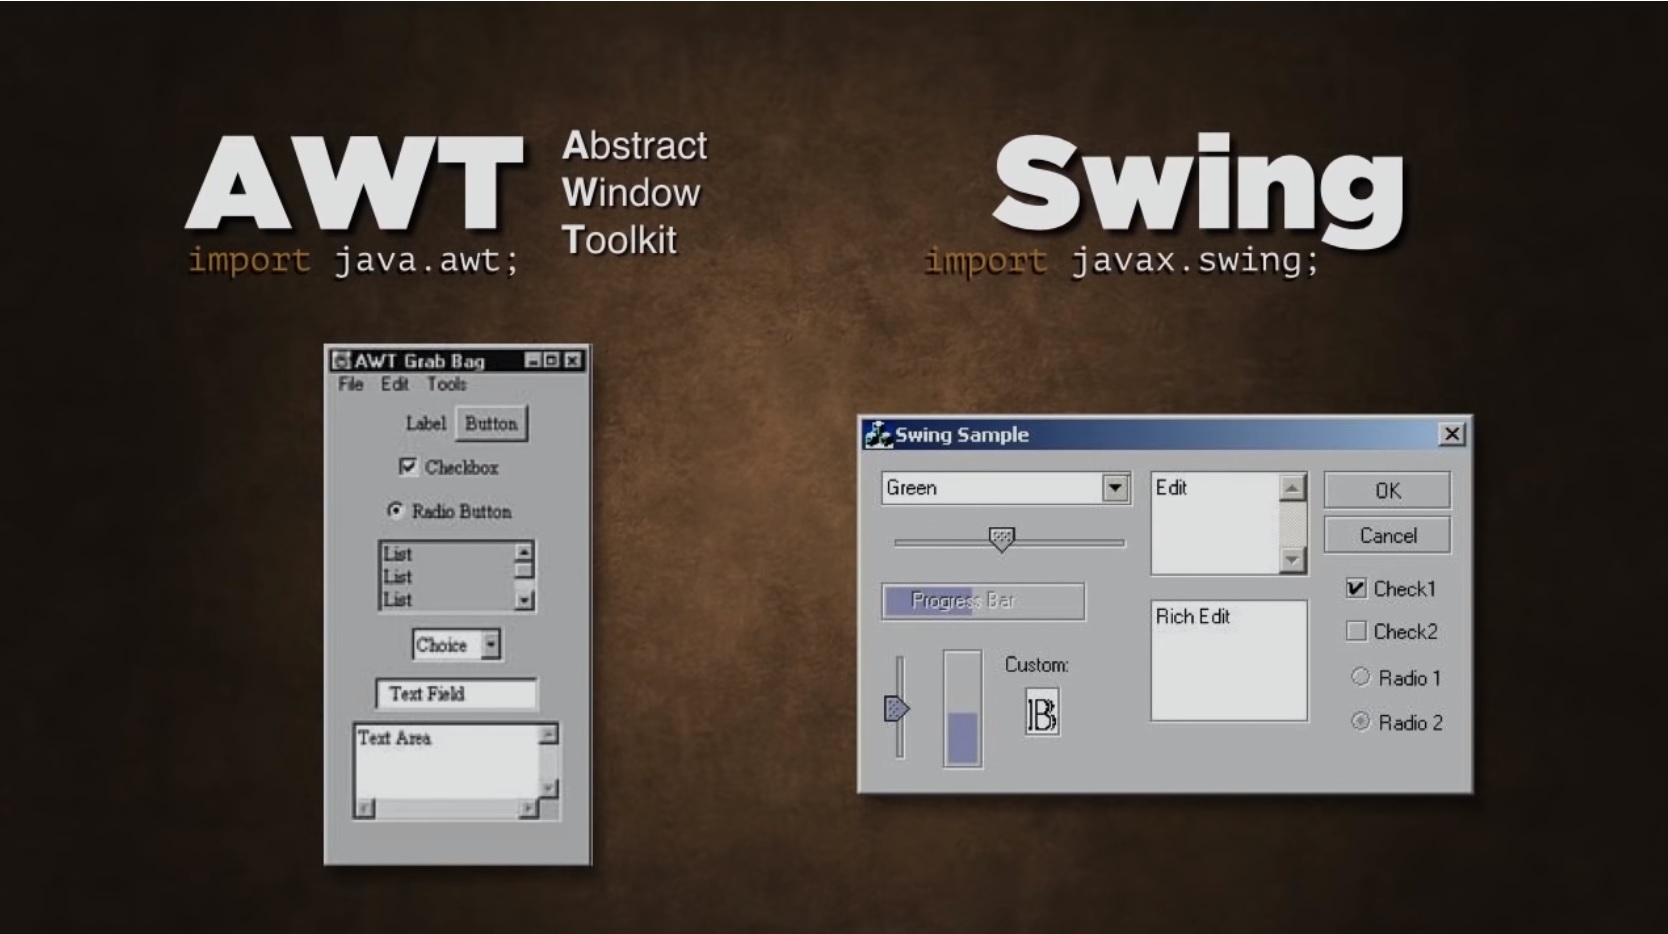 AWT
Abstract
Window
Toolkit
import java.awt;
Swing
import javax.swing;
AWT Grab Bag
File Edit Tools
Label Button
Checkbox
Radio Button
List
List
List
Choice
Text Field
Text Area
Swing Sample
Green
Progress Bar
Custom:
B
Edit
Rich Edit
OK
Cancel
Check1
Check2
Radio 1
Radio 2